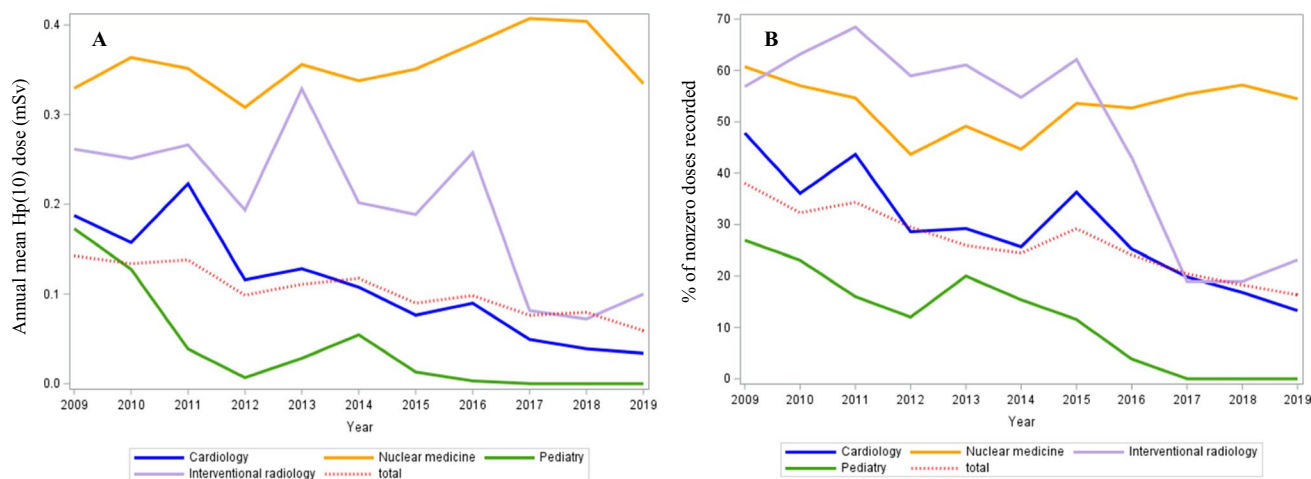 A
Annual mean Hp(10) dose (mSv)
0.4
0.3
0.2
0.1
0.0
2009 2010 2011 2012 2013 2014 2015 2016 2017 2018 2019
Year
Cardiology Nuclear medicine Pediatry
Interventional radiology total
B
% of nonzero doses recorded
70
60
50
40
30
20
10
0
2009 2010 2011 2012 2013 2014 2015 2016 2017 2018 2019
Year
Cardiology Nuclear medicine Interventional radiology
Pediatry total